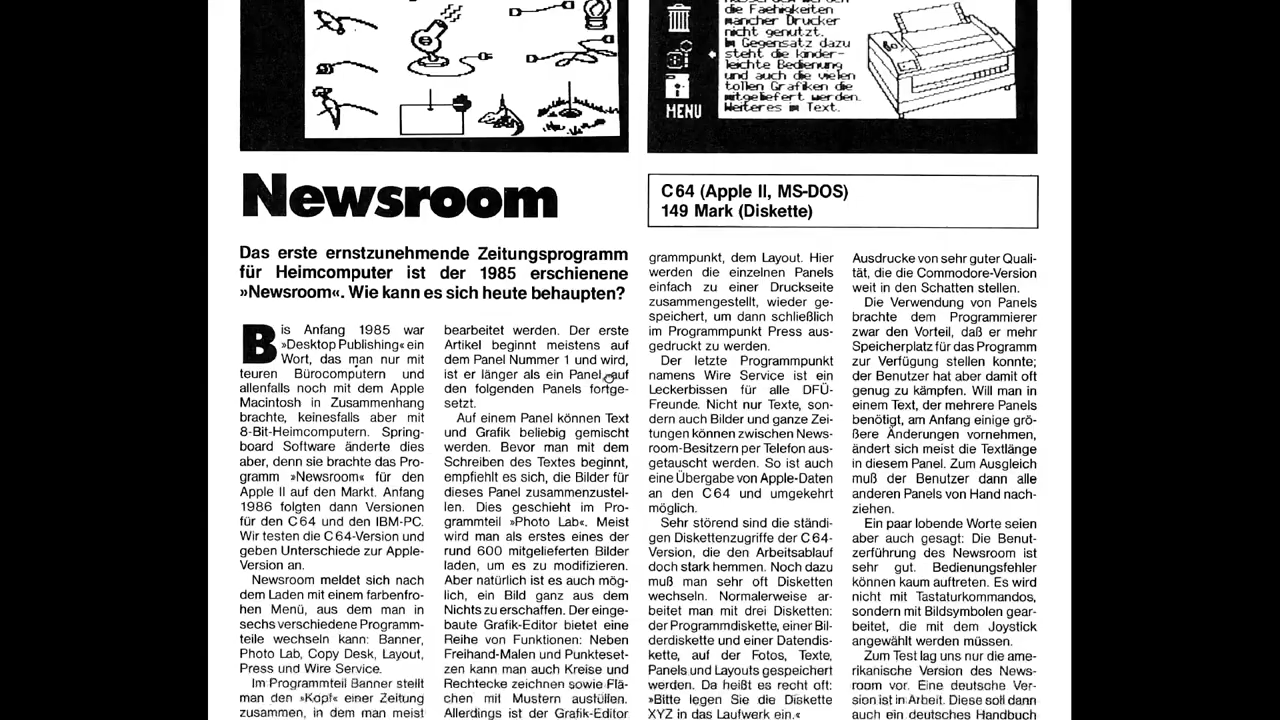 die Faehigkeiten
mancher Drucker
nicht genutzt.
Im Gegensatz dazu
steht die kinder-
leichte Bedienung
und auch die vielen
tollen Grafiken die
mitgeliefert werden.
Weiteres im Text.
MENU
Newsroom
C 64 (Apple II, MS-DOS)
149 Mark (Diskette)
Das erste ernstzunehmende Zeitungsprogramm
für Heimcomputer ist der 1985 erschienene
»Newsroom«. Wie kann es sich heute behaupten?
Bis Anfang 1985 war
»Desktop Publishing« ein
Wort, das man nur mit
teuren Bürocomputern und
allenfalls noch mit dem Apple
Macintosh in Zusammenhang
brachte, keinesfalls aber mit
8-Bit-Heimcomputern. Spring-
board Software änderte dies
aber, denn sie brachte das Pro-
gramm »Newsroom« für den
Apple II auf den Markt. Anfang
1986 folgten dann Versionen
für den C 64 und den IBM-PC.
Wir testen die C 64-Version und
geben Unterschiede zur Apple-
Version an.
Newsroom meldet sich nach
dem Laden mit einem farbenfro-
hen Menü, aus dem man in
sechs verschiedene Programm-
teile wechseln kann: Banner,
Photo Lab, Copy Desk, Layout,
Press und Wire Service.
Im Programmteil Banner stellt
man den »Kopf« einer Zeitung
zusammen, in dem man meist
bearbeitet werden. Der erste
Artikel beginnt meistens auf
dem Panel Nummer 1 und wird,
ist er länger als ein Panel, auf
den folgenden Panels fortge-
setzt.
Auf einem Panel können Text
und Grafik beliebig gemischt
werden. Bevor man mit dem
Schreiben des Textes beginnt,
empfiehlt es sich, die Bilder für
dieses Panel zusammenzustel-
len. Dies geschieht im Pro-
grammteil »Photo Lab«. Meist
wird man als erstes eines der
rund 600 mitgelieferten Bilder
laden, um es zu modifizieren.
Aber natürlich ist es auch mög-
lich, ein Bild ganz aus dem
Nichts zu erschaffen. Der einge-
baute Grafik-Editor bietet eine
Reihe von Funktionen: Neben
Freihand-Malen und Punkteset-
zen kann man auch Kreise und
Rechtecke zeichnen sowie Flä-
chen mit Mustern ausfüllen.
Allerdings ist der Grafik-Editor
grammpunkt, dem Layout. Hier
werden die einzelnen Panels
einfach zu einer Druckseite
zusammengestellt, wieder ge-
speichert, um dann schließlich
im Programmpunkt Press aus-
gedruckt zu werden.
Der letzte Programmpunkt
namens Wire Service ist ein
Leckerbissen für alle DFÜ-
Freunde. Nicht nur Texte, son-
dern auch Bilder und ganze Zei-
tungen können zwischen News-
room-Besitzern per Telefon aus-
getauscht werden. So ist auch
eine Übergabe von Apple-Daten
an den C 64 und umgekehrt
möglich.
Sehr störend sind die ständi-
gen Diskettenzugriffe der C 64-
Version, die den Arbeitsablauf
doch stark hemmen. Noch dazu
muß man sehr oft Disketten
wechseln. Normalerweise ar-
beitet man mit drei Disketten:
der Programmdiskette, einer Bil-
derdiskette und einer Datendis-
kette, auf der Fotos, Texte,
Panels und Layouts gespeichert
werden. Da heißt es recht oft:
»Bitte legen Sie die Diskette
XYZ in das Laufwerk ein.«
Ausdrucke von sehr guter Quali-
tät, die die Commodore-Version
weit in den Schatten stellen.
Die Verwendung von Panels
brachte dem Programmierer
zwar den Vorteil, daß er mehr
Speicherplatz für das Programm
zur Verfügung stellen konnte;
der Benutzer hat aber damit oft
genug zu kämpfen. Will man in
einem Text, der mehrere Panels
benötigt, am Anfang einige grö-
ßere Änderungen vornehmen,
ändert sich meist die Textlänge
in diesem Panel. Zum Ausgleich
muß der Benutzer dann alle
anderen Panels von Hand nach-
ziehen.
Ein paar lobende Worte seien
aber auch gesagt: Die Benut-
zerführung des Newsroom ist
sehr gut. Bedienungsfehler
können kaum auftreten. Es wird
nicht mit Tastaturkommandos,
sondern mit Bildsymbolen gear-
beitet, die mit dem Joystick
angewählt werden müssen.
Zum Test lag uns nur die ame-
rikanische Version des News-
room vor. Eine deutsche Ver-
sion ist in Arbeit. Diese soll dann
auch ein deutsches Handbuch